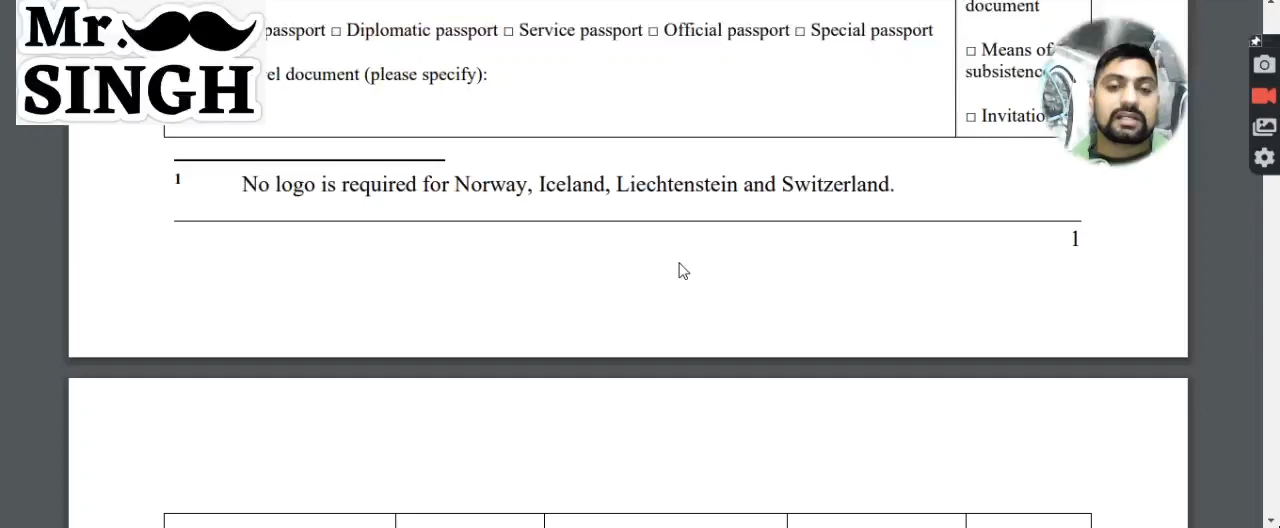 Mr.
SINGH
document
passport □ Diplomatic passport □ Service passport □ Official passport □ Special passport
□ Means of
subsistenc
el document (please specify):
□ Invitatio
1 No logo is required for Norway, Iceland, Liechtenstein and Switzerland.
1